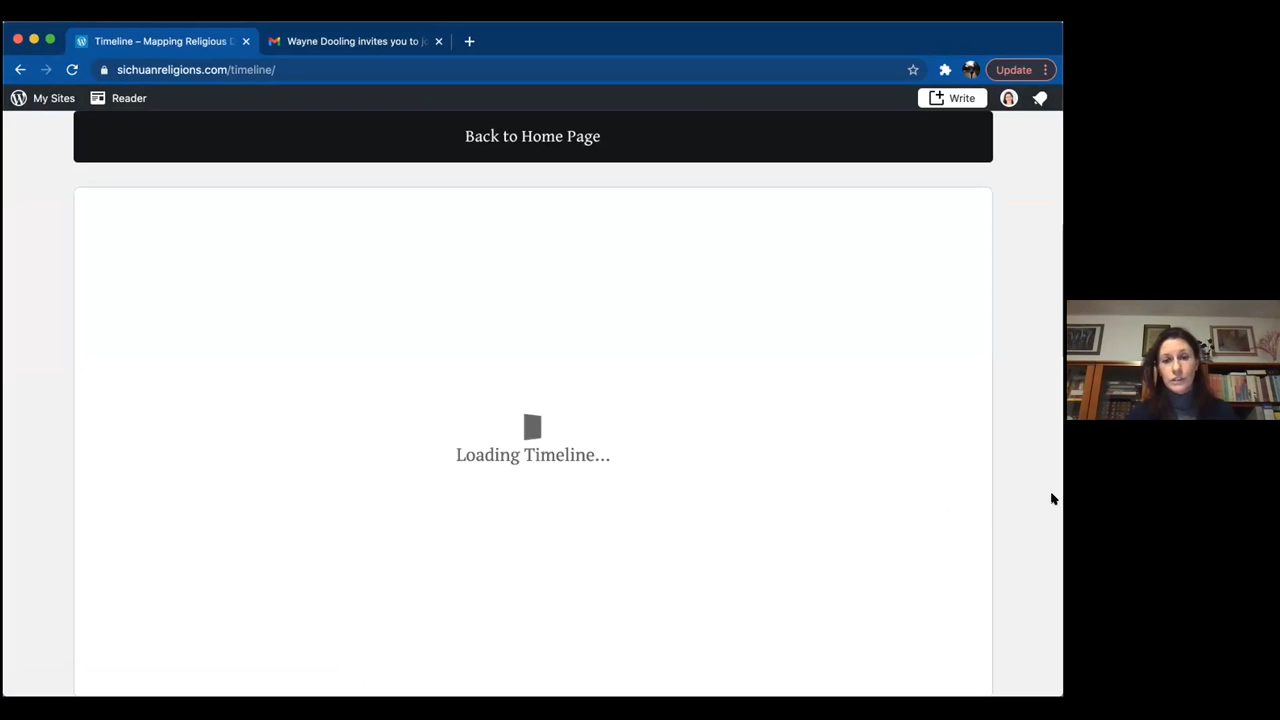 Timeline – Mapping Religious D
Wayne Dooling invites you to jo
sichuanreligions.com/timeline/
Update
My Sites
Reader
Write
Back to Home Page
Loading Timeline...